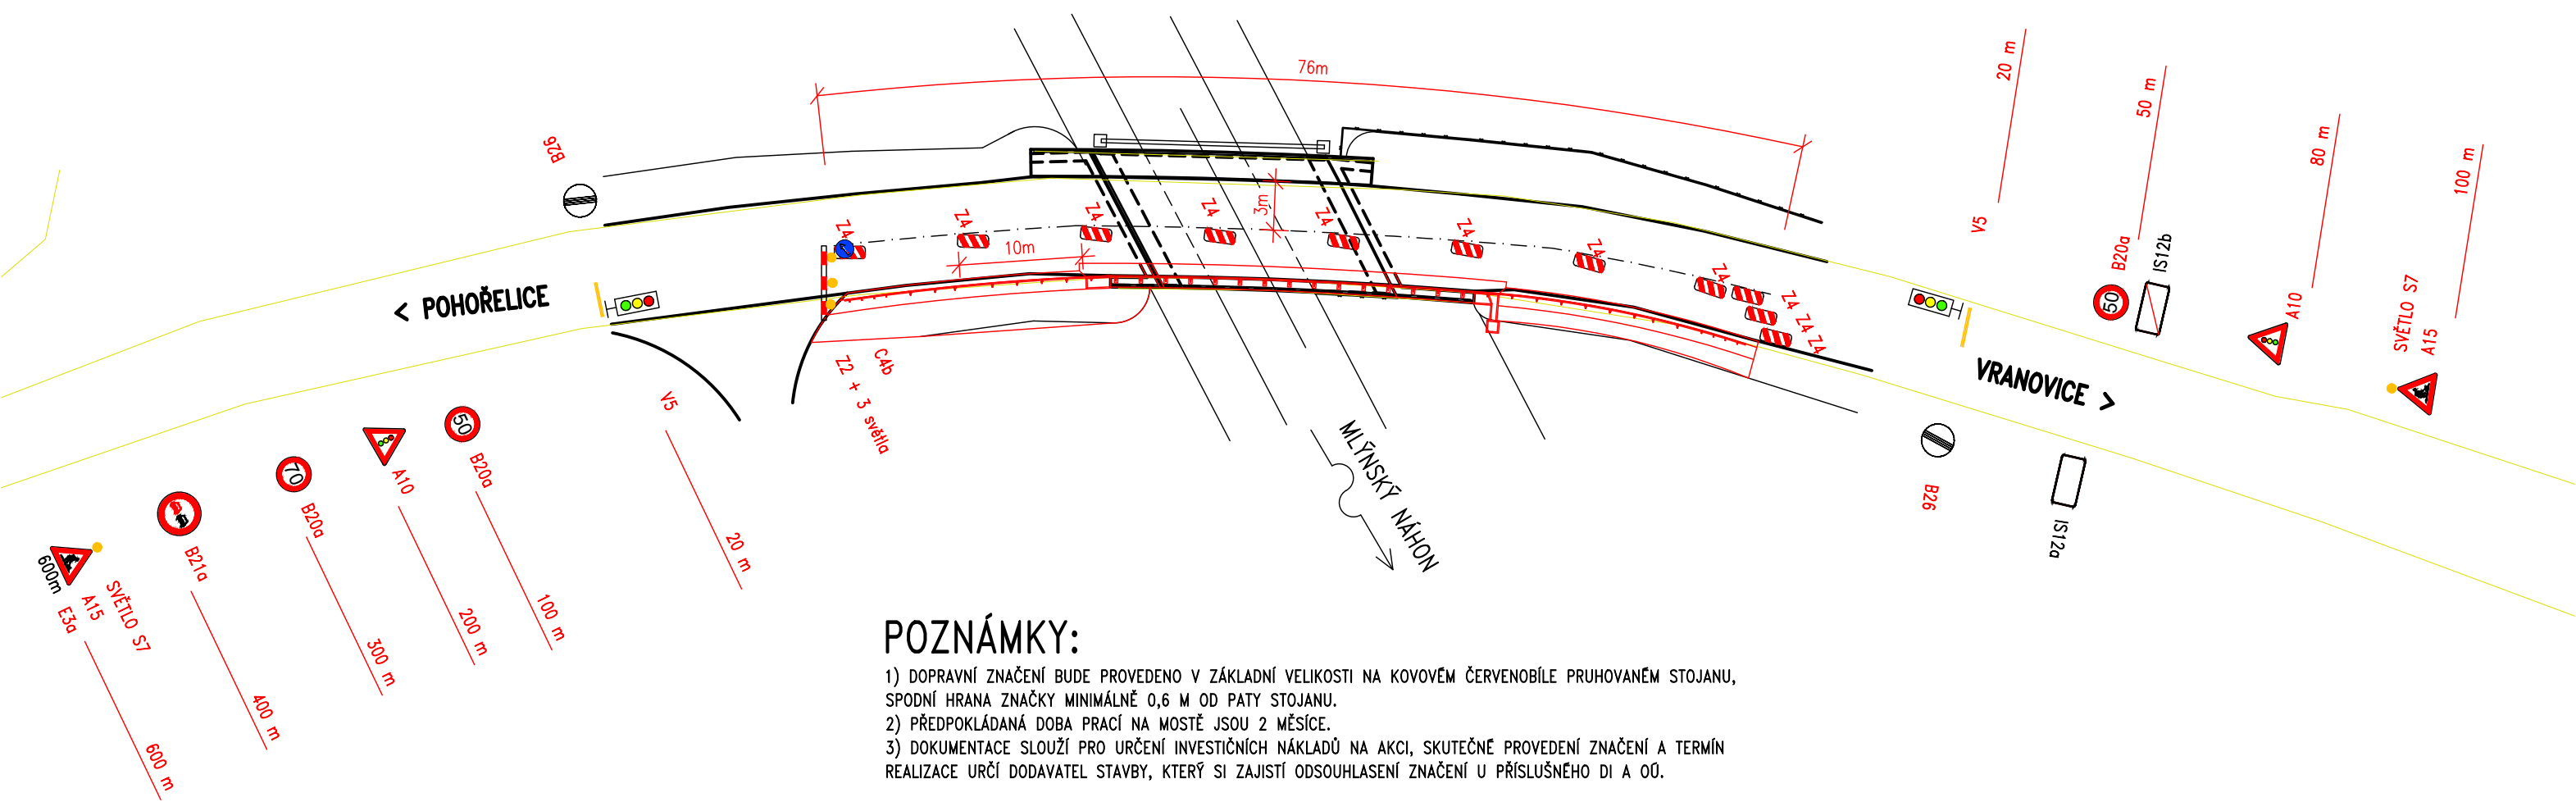 76m
20 m
50 m
80 m
100 m
B26
Z4
Z4
Z4
Z4
Z4
Z4
Z4
Z4
3m
10m
V5
B20a
IS12b
50
A10
SVĚTLO S7
A15
< POHOŘELICE
Z4
Z4
Z4
VRANOVICE >
C4b
Z2 + 3 světla
V5
20 m
50
B20a
100 m
A10
200 m
70
B20a
300 m
B21a
400 m
600m
E3a
A15
SVĚTLO S7
600 m
MLÝNSKÝ NÁHON
B26
IS12a
POZNÁMKY:
1) DOPRAVNÍ ZNAČENÍ BUDE PROVEDENO V ZÁKLADNÍ VELIKOSTI NA KOVOVÉM ČERVENOBÍLE PRUHOVANÉM STOJANU,
SPODNÍ HRANA ZNAČKY MINIMÁLNĚ 0,6 M OD PATY STOJANU.
2) PŘEDPOKLÁDANÁ DOBA PRACÍ NA MOSTĚ JSOU 2 MĚSÍCE.
3) DOKUMENTACE SLOUŽÍ PRO URČENÍ INVESTIČNÍCH NÁKLADŮ NA AKCI, SKUTEČNÉ PROVEDENÍ ZNAČENÍ A TERMÍN
REALIZACE URČÍ DODAVATEL STAVBY, KTERÝ SI ZAJISTÍ ODSOUHLASENÍ ZNAČENÍ U PŘÍSLUŠNÉHO DI A OÚ.